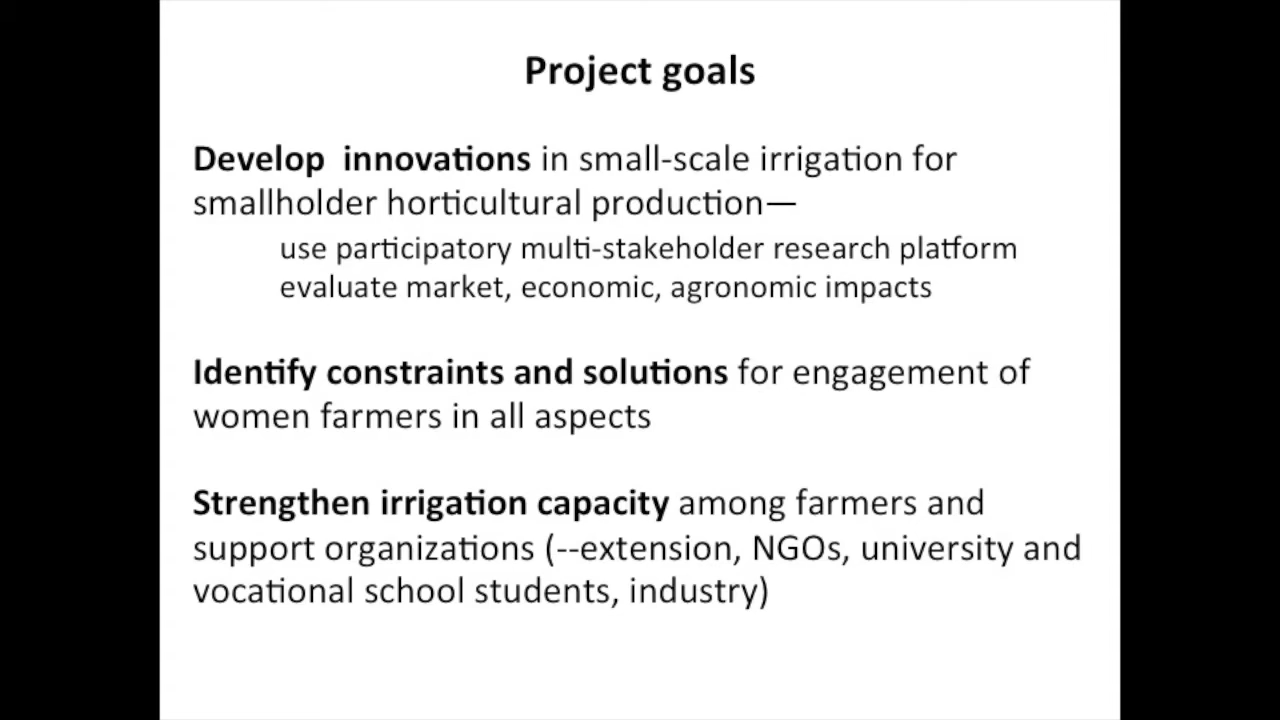 Project goals
Develop  innovations in small-scale irrigation for
smallholder horticultural production—
use participatory multi-stakeholder research platform
evaluate market, economic, agronomic impacts
Identify constraints and solutions for engagement of
women farmers in all aspects
Strengthen irrigation capacity among farmers and
support organizations (--extension, NGOs, university and
vocational school students, industry)